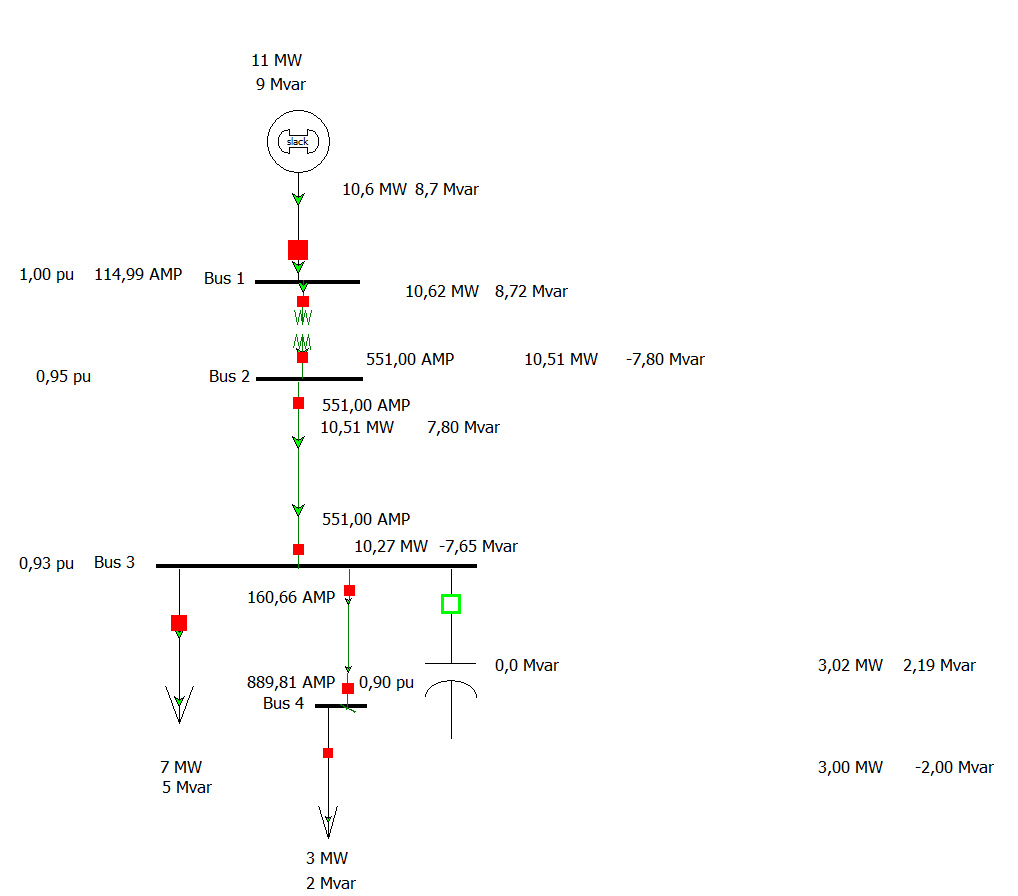 11 MW
9 Mvar
slack
10,6 MW 8,7 Mvar
1,00 pu 114,99 AMP Bus 1
10,62 MW 8,72 Mvar
551,00 AMP 10,51 MW -7,80 Mvar
0,95 pu Bus 2
551,00 AMP
10,51 MW 7,80 Mvar
551,00 AMP
10,27 MW -7,65 Mvar
0,93 pu Bus 3
160,66 AMP
0,0 Mvar 3,02 MW 2,19 Mvar
889,81 AMP 0,90 pu
Bus 4
7 MW 3,00 MW -2,00 Mvar
5 Mvar
3 MW
2 Mvar